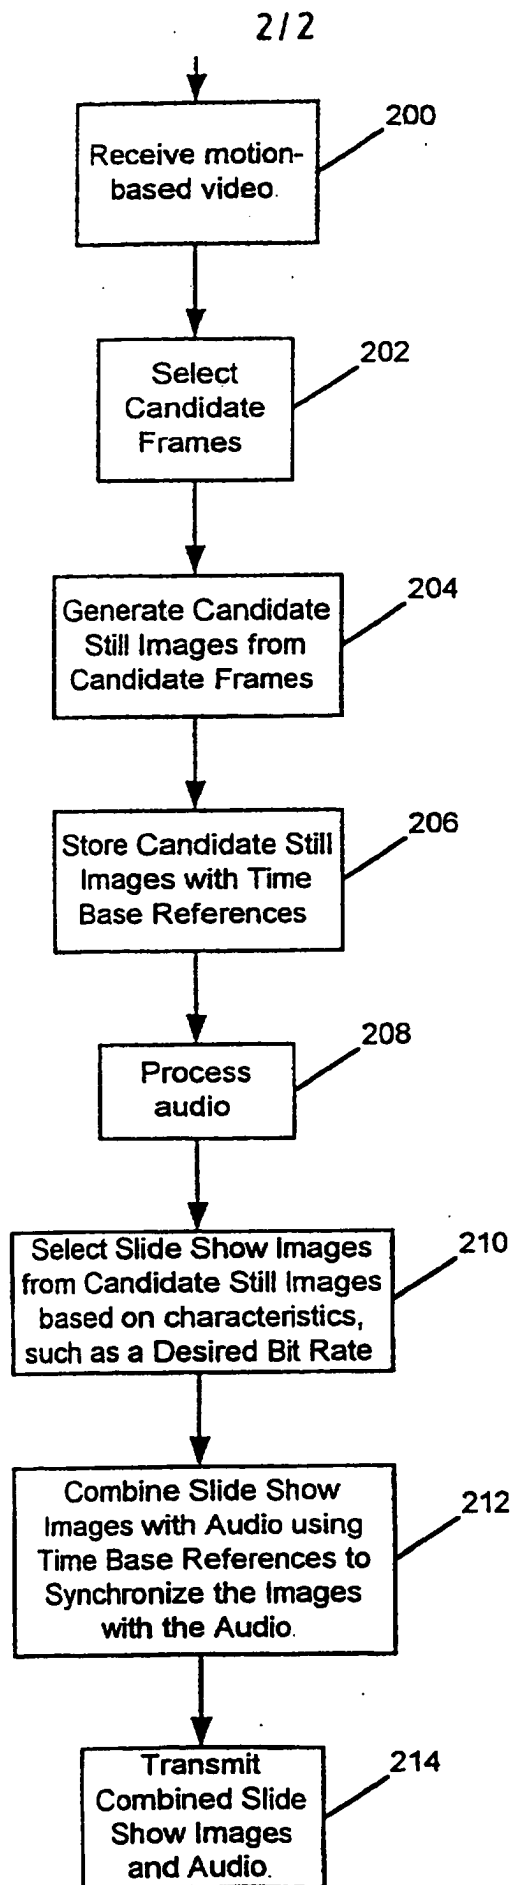 2/2
200
Receive motion-
based video.
202
Select
Candidate
Frames
204
Generate Candidate
Still Images from
Candidate Frames
206
Store Candidate Still
Images with Time
Base References
208
Process
audio
210
Select Slide Show Images
from Candidate Still Images
based on characteristics,
such as a Desired Bit Rate
212
Combine Slide Show
Images with Audio using
Time Base References to
Synchronize the Images
with the Audio.
214
Transmit
Combined Slide
Show Images
and Audio.